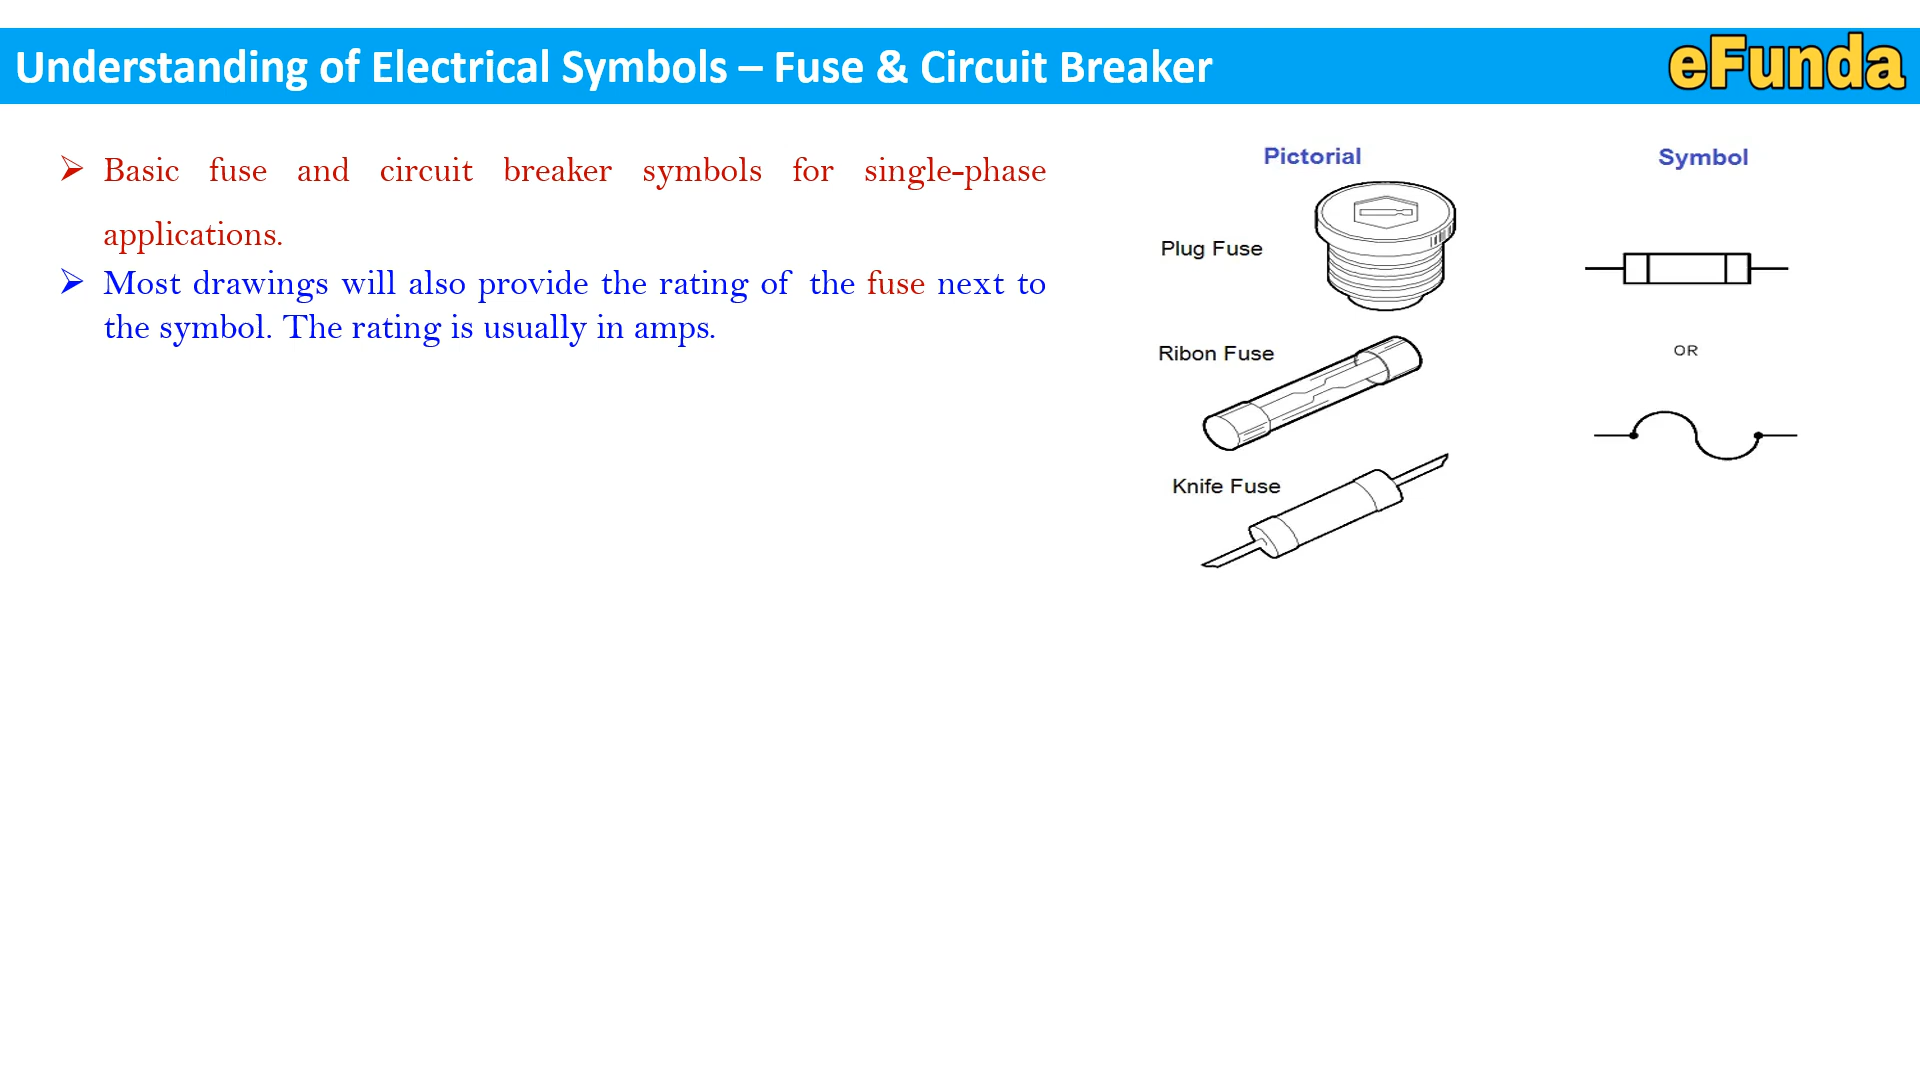 Understanding of Electrical Symbols – Fuse & Circuit Breaker
eFunda
Basic fuse and circuit breaker symbols for single-phase
applications.
Most drawings will also provide the rating of the fuse next to
the symbol. The rating is usually in amps.
Pictorial
Symbol
Plug Fuse
Ribon Fuse
OR
Knife Fuse